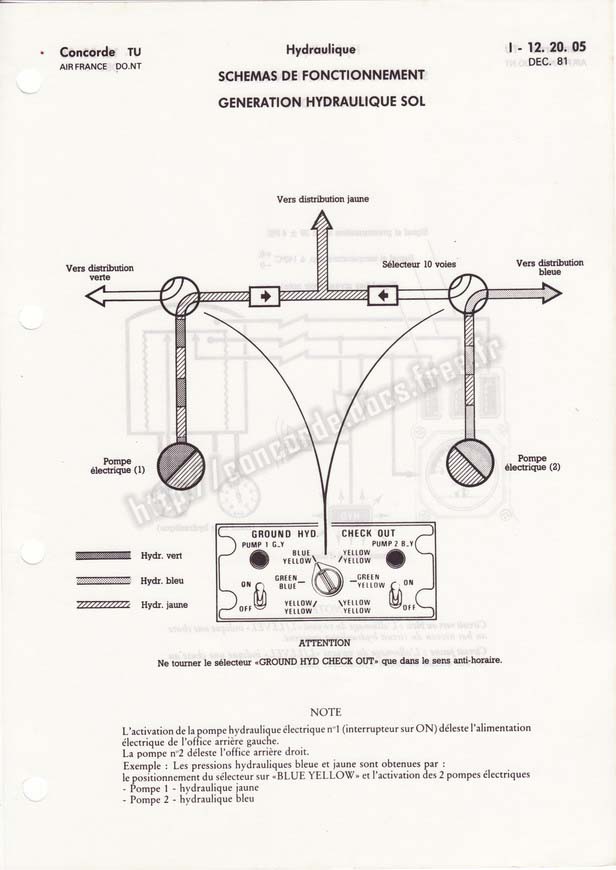 Concorde TU
AIR FRANCE DO.NT
Hydraulique
I - 12. 20. 05
DEC. 81
SCHEMAS DE FONCTIONNEMENT
GENERATION HYDRAULIQUE SOL
Vers distribution jaune
Vers distribution
verte
Sélecteur 10 voies
Vers distribution
bleue
Pompe
électrique (1)
Pompe
électrique (2)
http://concordedocs.free.fr
Hydr. vert
Hydr. bleu
Hydr. jaune
GROUND HYD. CHECK OUT
PUMP 1 G_Y
PUMP 2 B_Y
BLUE
YELLOW
YELLOW
YELLOW
GREEN
BLUE
GREEN
YELLOW
YELLOW
YELLOW
YELLOW
YELLOW
ON
OFF
ON
OFF
ATTENTION
Ne tourner le sélecteur «GROUND HYD CHECK OUT» que dans le sens anti-horaire.
NOTE
L'activation de la pompe hydraulique électrique n°1 (interrupteur sur ON) déleste l'alimentation
électrique de l'office arrière gauche.
La pompe n°2 déleste l'office arrière droit.
Exemple : Les pressions hydrauliques bleue et jaune sont obtenues par :
le positionnement du sélecteur sur «BLUE YELLOW» et l'activation des 2 pompes électriques
- Pompe 1 - hydraulique jaune
- Pompe 2 - hydraulique bleu